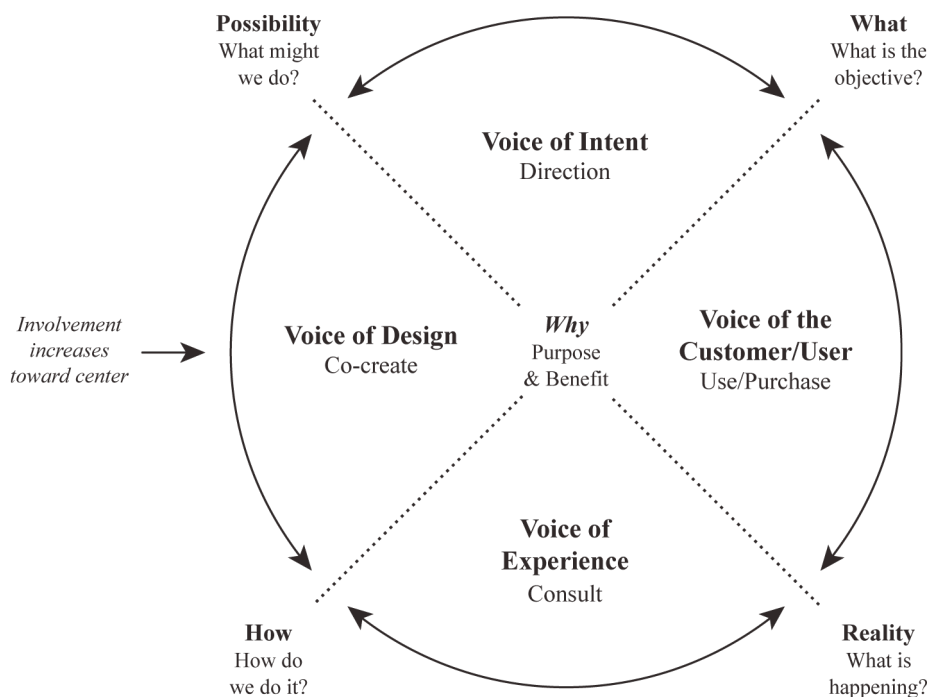 Possibility
What might
we do?
What
What is the
objective?
Voice of Intent
Direction
Involvement
increases
toward center
Voice of Design
Co-create
Why
Purpose
& Benefit
Voice of the
Customer/User
Use/Purchase
Voice of
Experience
Consult
How
How do
we do it?
Reality
What is
happening?